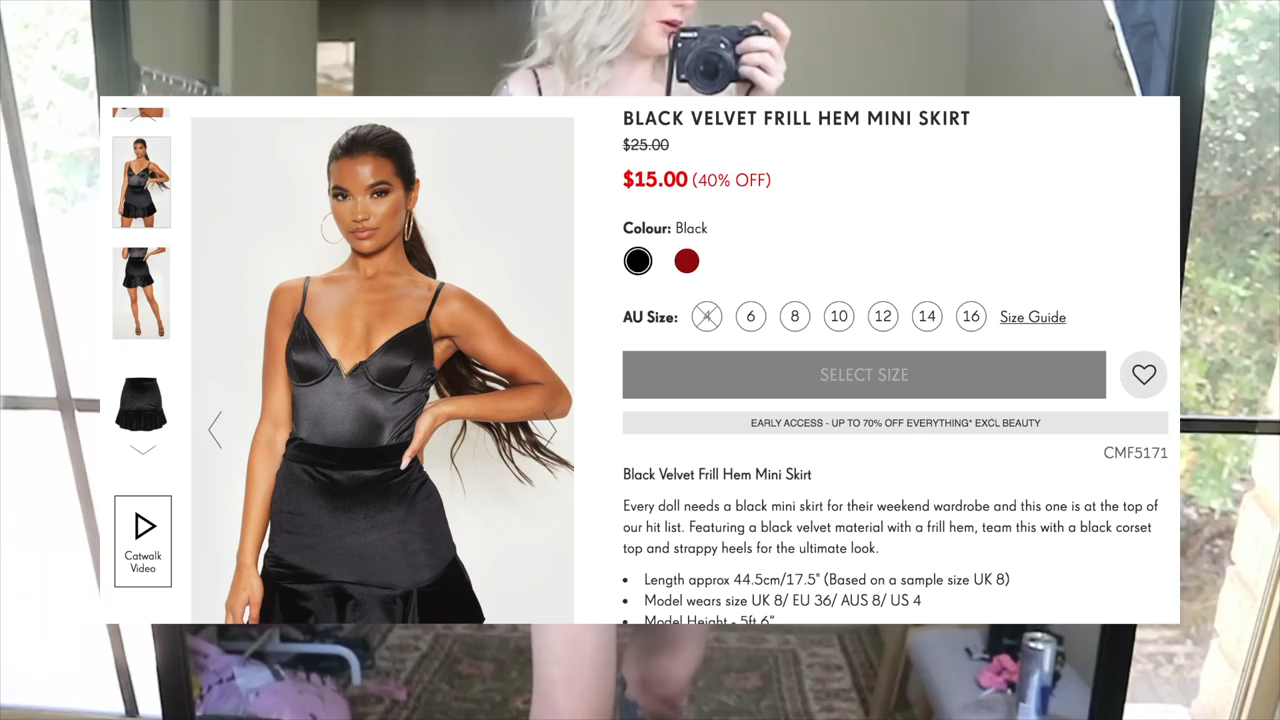 BLACK VELVET FRILL HEM MINI SKIRT
$25.00
$15.00 (40% OFF)
Colour: Black
AU Size: 4 6 8 10 12 14 16 Size Guide
SELECT SIZE
EARLY ACCESS - UP TO 70% OFF EVERYTHING* EXCL BEAUTY
CMF5171
Black Velvet Frill Hem Mini Skirt
Every doll needs a black mini skirt for their weekend wardrobe and this one is at the top of
our hit list. Featuring a black velvet material with a frill hem, team this with a black corset
top and strappy heels for the ultimate look.
• Length approx 44.5cm/17.5" (Based on a sample size UK 8)
• Model wears size UK 8/ EU 36/ AUS 8/ US 4
• Model Height - 5ft 6"
Catwalk
Video